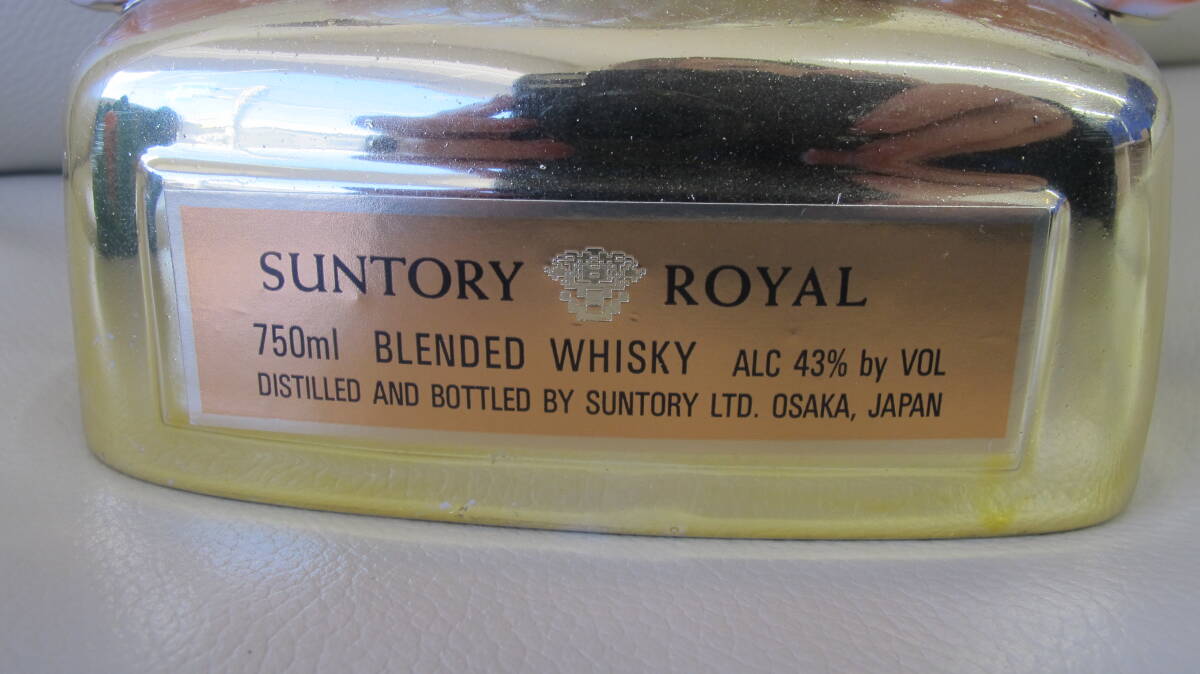 SUNTORY ROYAL
750ml BLENDED WHISKY ALC 43% by VOL
DISTILLED AND BOTTLED BY SUNTORY LTD. OSAKA, JAPAN